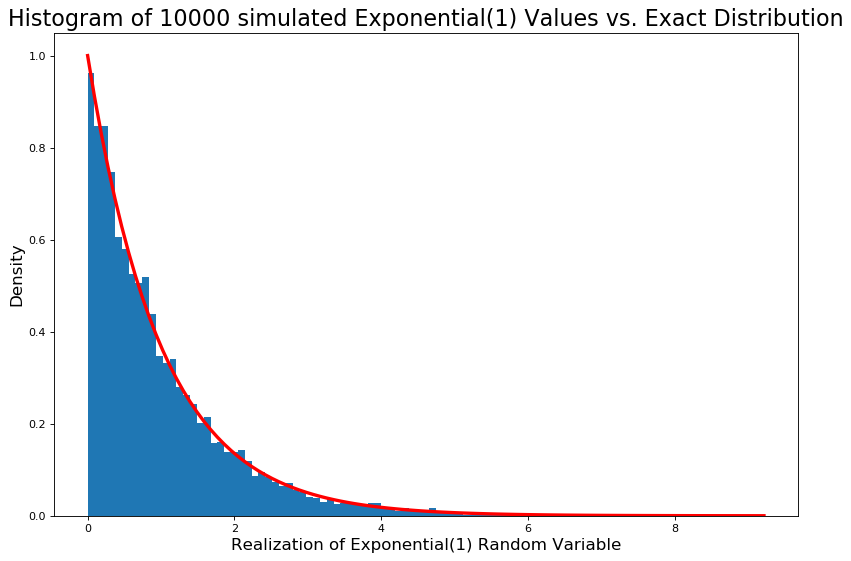 Histogram of 10000 simulated Exponential(1) Values vs. Exact Distribution
1.0
0.8
0.6
0.4
0.2
0.0
Density
0 2 4 6 8
Realization of Exponential(1) Random Variable